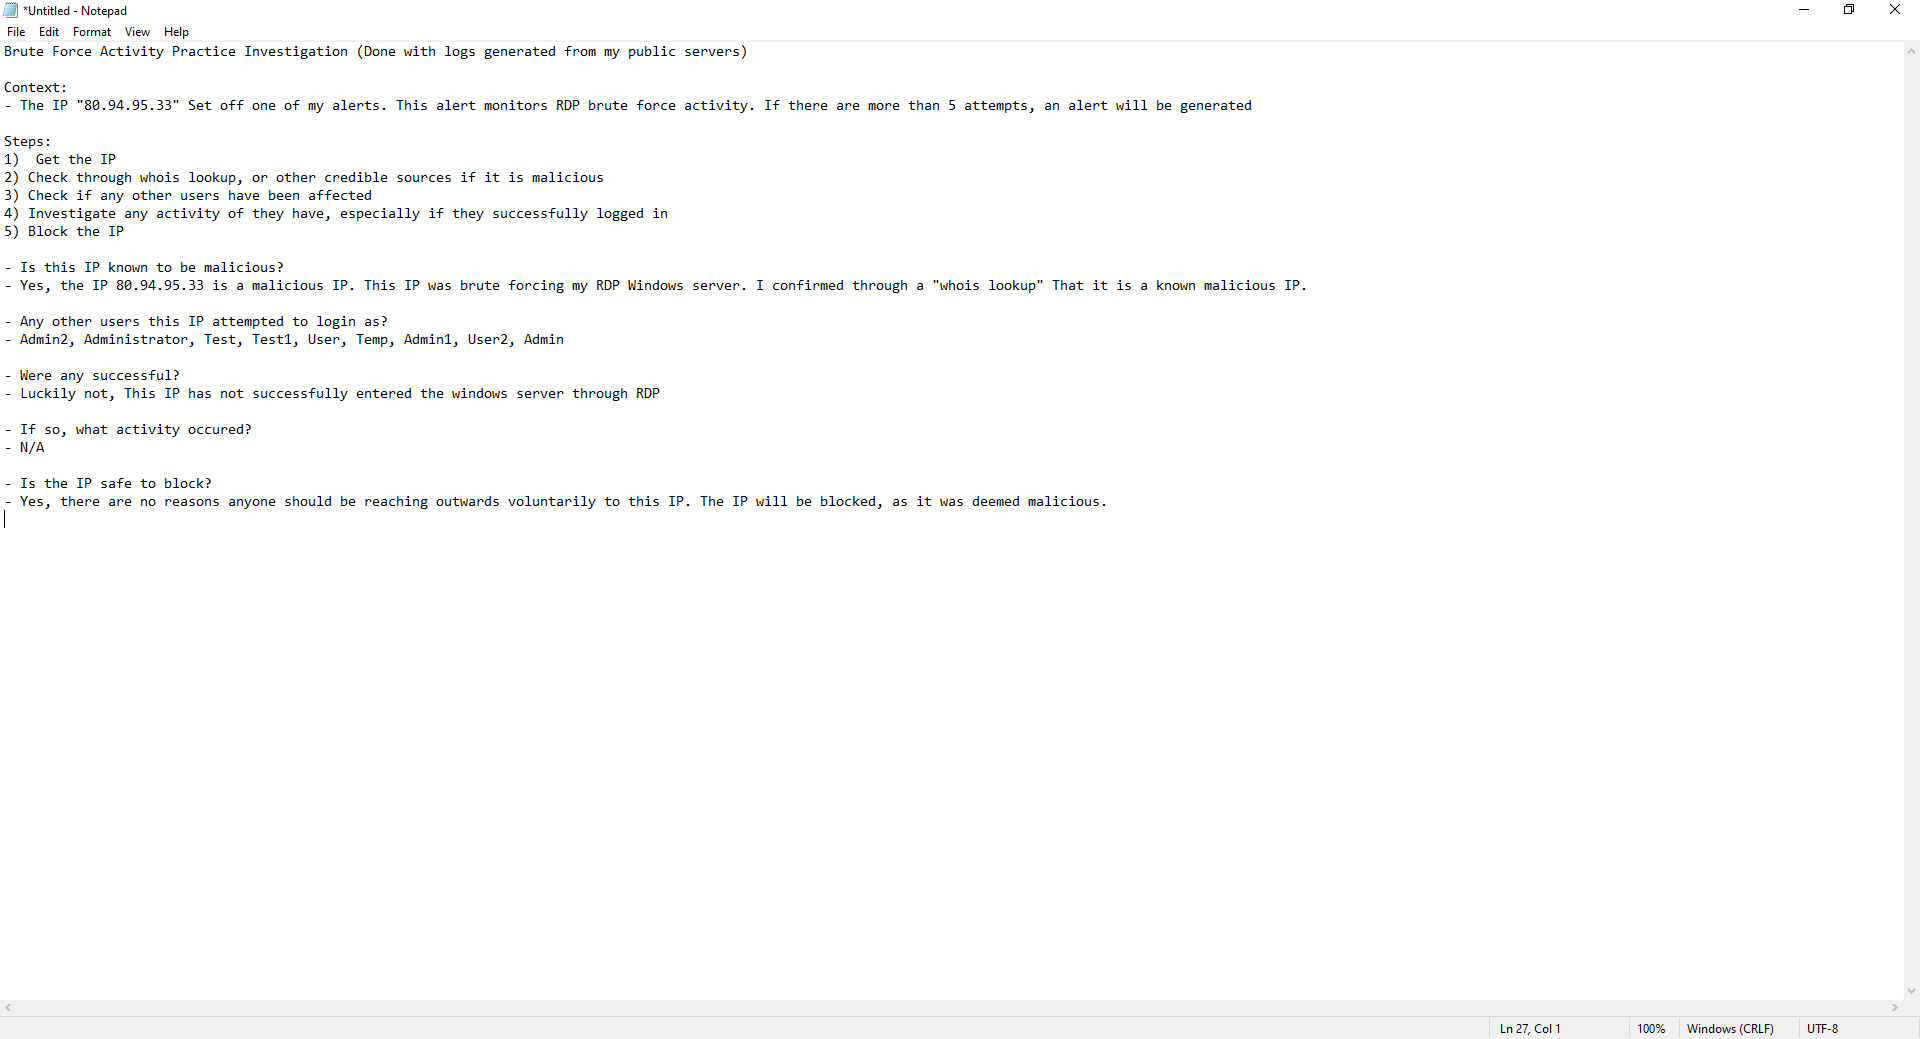 *Untitled - Notepad
File Edit Format View Help
Brute Force Activity Practice Investigation (Done with logs generated from my public servers)
Context:
- The IP "80.94.95.33" Set off one of my alerts. This alert monitors RDP brute force activity. If there are more than 5 attempts, an alert will be generated
Steps:
1)  Get the IP
2) Check through whois lookup, or other credible sources if it is malicious
3) Check if any other users have been affected
4) Investigate any activity of they have, especially if they successfully logged in
5) Block the IP
- Is this IP known to be malicious?
- Yes, the IP 80.94.95.33 is a malicious IP. This IP was brute forcing my RDP Windows server. I confirmed through a "whois lookup" That it is a known malicious IP.
- Any other users this IP attempted to login as?
- Admin2, Administrator, Test, Test1, User, Temp, Admin1, User2, Admin
- Were any successful?
- Luckily not, This IP has not successfully entered the windows server through RDP
- If so, what activity occured?
- N/A
- Is the IP safe to block?
- Yes, there are no reasons anyone should be reaching outwards voluntarily to this IP. The IP will be blocked, as it was deemed malicious.
Ln 27, Col 1 100% Windows (CRLF) UTF-8